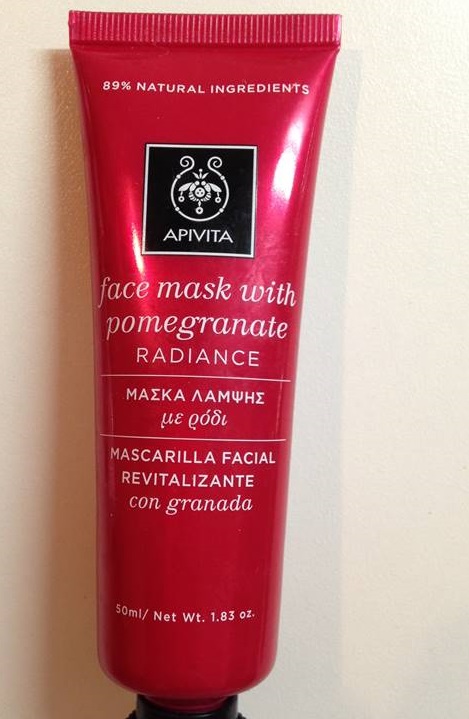 89% NATURAL INGREDIENTS
APIVITA
face mask with
pomegranate
RADIANCE
ΜΑΣΚΑ ΛΑΜΨΗΣ
με ρόδι
MASCARILLA FACIAL
REVITALIZANTE
con granada
50ml/ Net Wt. 1.83 oz.